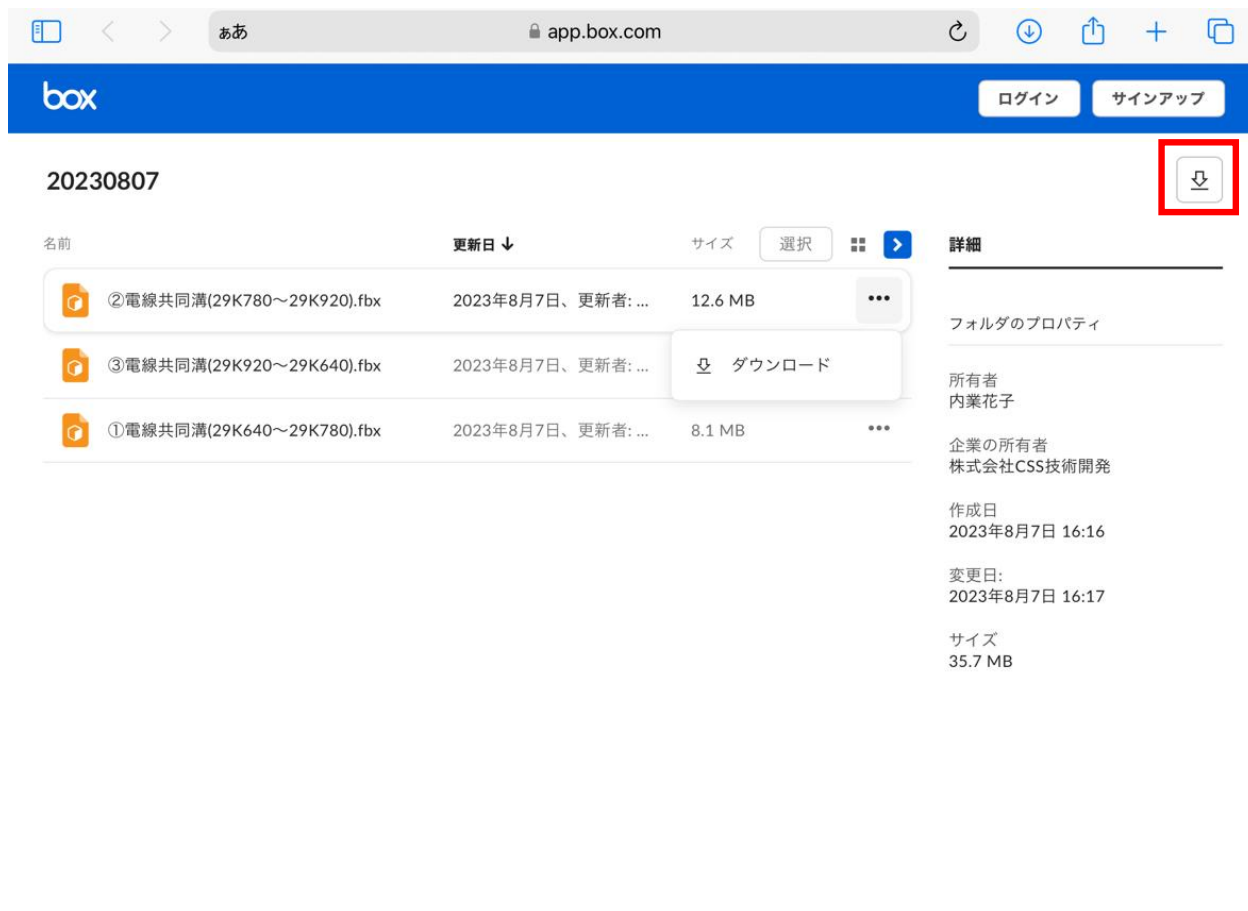 ぁあ
app.box.com
box
ログイン
サインアップ
20230807
名前
更新日
サイズ
選択
詳細
②電線共同溝(29K780～29K920).fbx
2023年8月7日、更新者: ...
12.6 MB
③電線共同溝(29K920～29K640).fbx
2023年8月7日、更新者: ...
ダウンロード
①電線共同溝(29K640～29K780).fbx
2023年8月7日、更新者: ...
8.1 MB
フォルダのプロパティ
所有者
内業花子
企業の所有者
株式会社CSS技術開発
作成日
2023年8月7日 16:16
変更日:
2023年8月7日 16:17
サイズ
35.7 MB